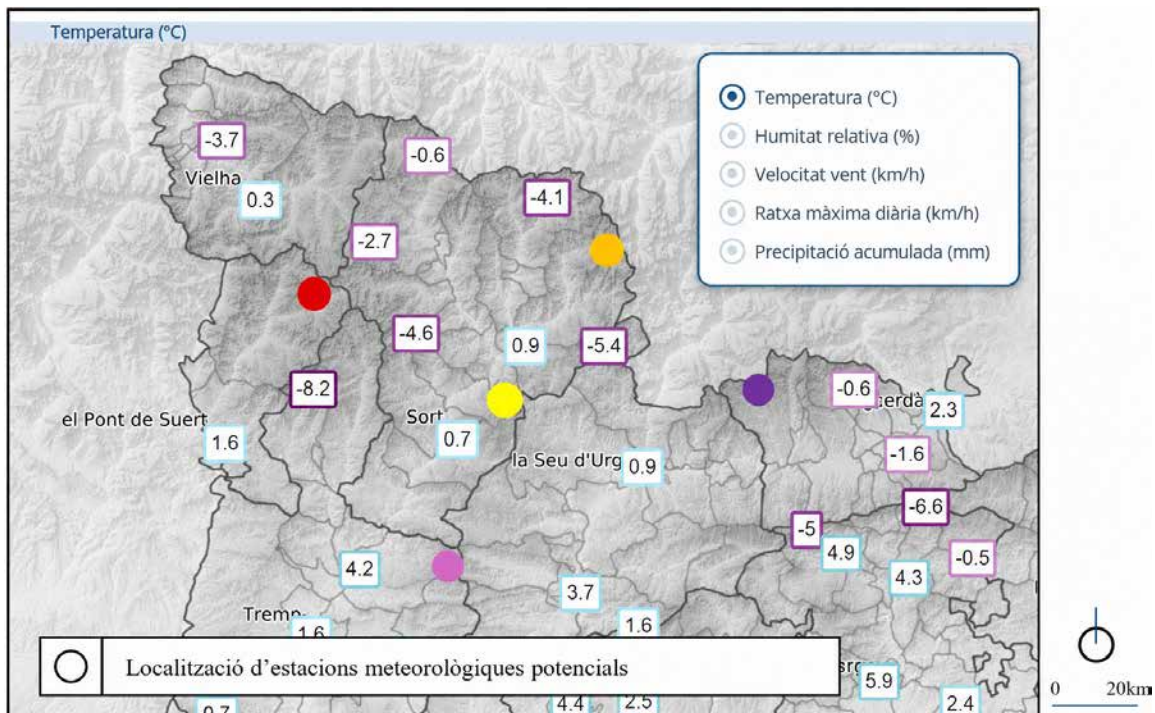 Temperatura (ºC)
Temperatura (ºC)
Humitat relativa (%)
Velocitat vent (km/h)
Ratxa màxima diària (km/h)
Precipitació acumulada (mm)
-3.7
-0.6
Vielha
0.3
-4.1
-2.7
-4.6
0.9
-5.4
-8.2
-0.6
el Pont de Suert
Sort
2.3
1.6
0.7
la Seu d'Urg
0.9
-1.6
-6.6
-5
4.9
-0.5
4.2
4.3
3.7
Tremp
1.6
1.6
Localització d'estacions meteorològiques potencials
5.9
0.7
4.4
2.5
2.4
0 20km